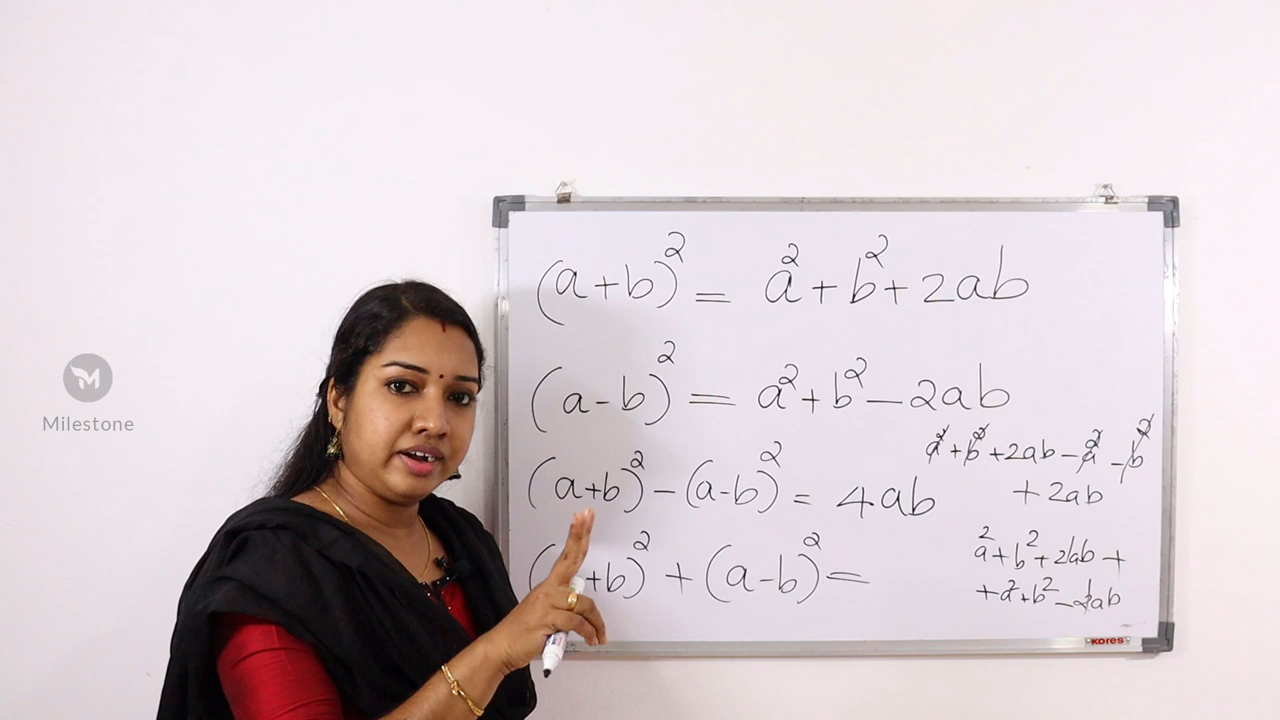 Milestone
(a+b)² = a² + b² + 2ab
(a-b)² = a² + b² - 2ab
a² + b² + 2ab - a² - b²
+ 2ab
(a+b)² - (a-b)² = 4ab
a² + b² + 2ab +
+ a² + b² - 2ab
+b)² + (a-b)² =
KORES